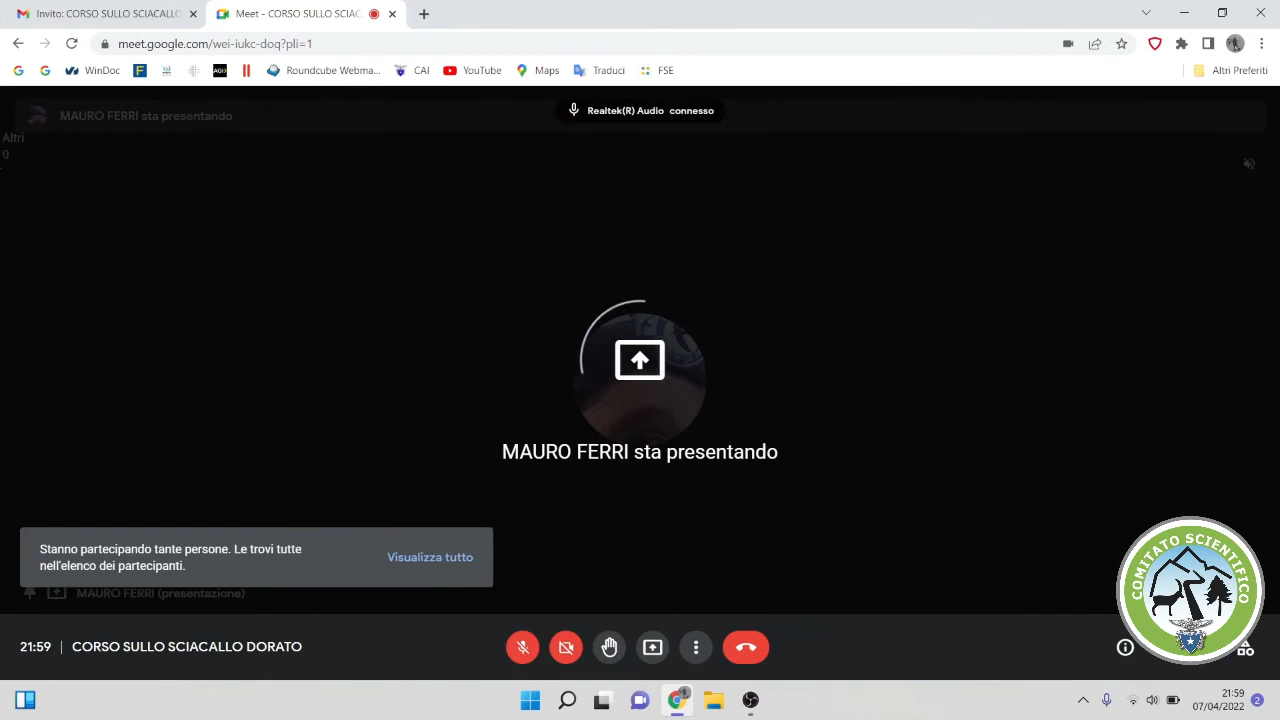 Invito: CORSO SULLO SCIACALLO
Meet - CORSO SULLO SCIAC
meet.google.com/wei-iukc-doq?pli=1
WinDoc
AGI
Roundcube Webma...
CAI
YouTube
Maps
Traduci
FSE
Altri Preferiti
MAURO FERRI sta presentando
Realtek(R) Audio connesso
Altri
0
MAURO FERRI sta presentando
Stanno partecipando tante persone. Le trovi tutte
nell'elenco dei partecipanti.
Visualizza tutto
MAURO FERRI (presentazione)
COMITATO SCIENTIFICO
21:59 | CORSO SULLO SCIACALLO DORATO
21:59
07/04/2022
2